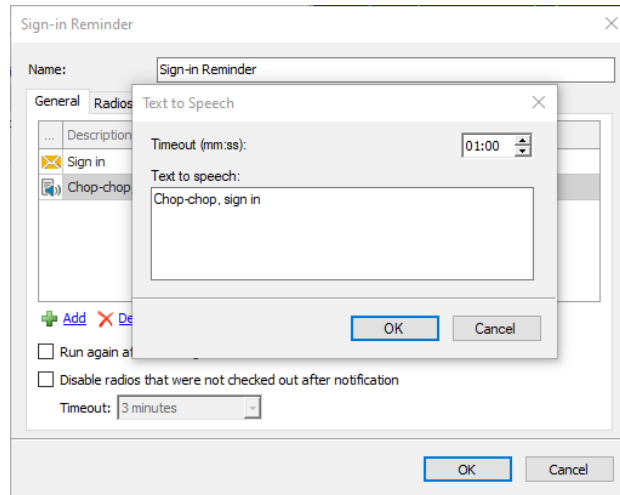 Sign-in Reminder
Name: Sign-in Reminder
General Radios
Text to Speech
... Description
Timeout (mm:ss): 01:00
Sign in
Text to speech:
Chop-chop
Chop-chop, sign in
Add De
OK Cancel
Run again
Disable radios that were not checked out after notification
Timeout: 3 minutes
OK Cancel